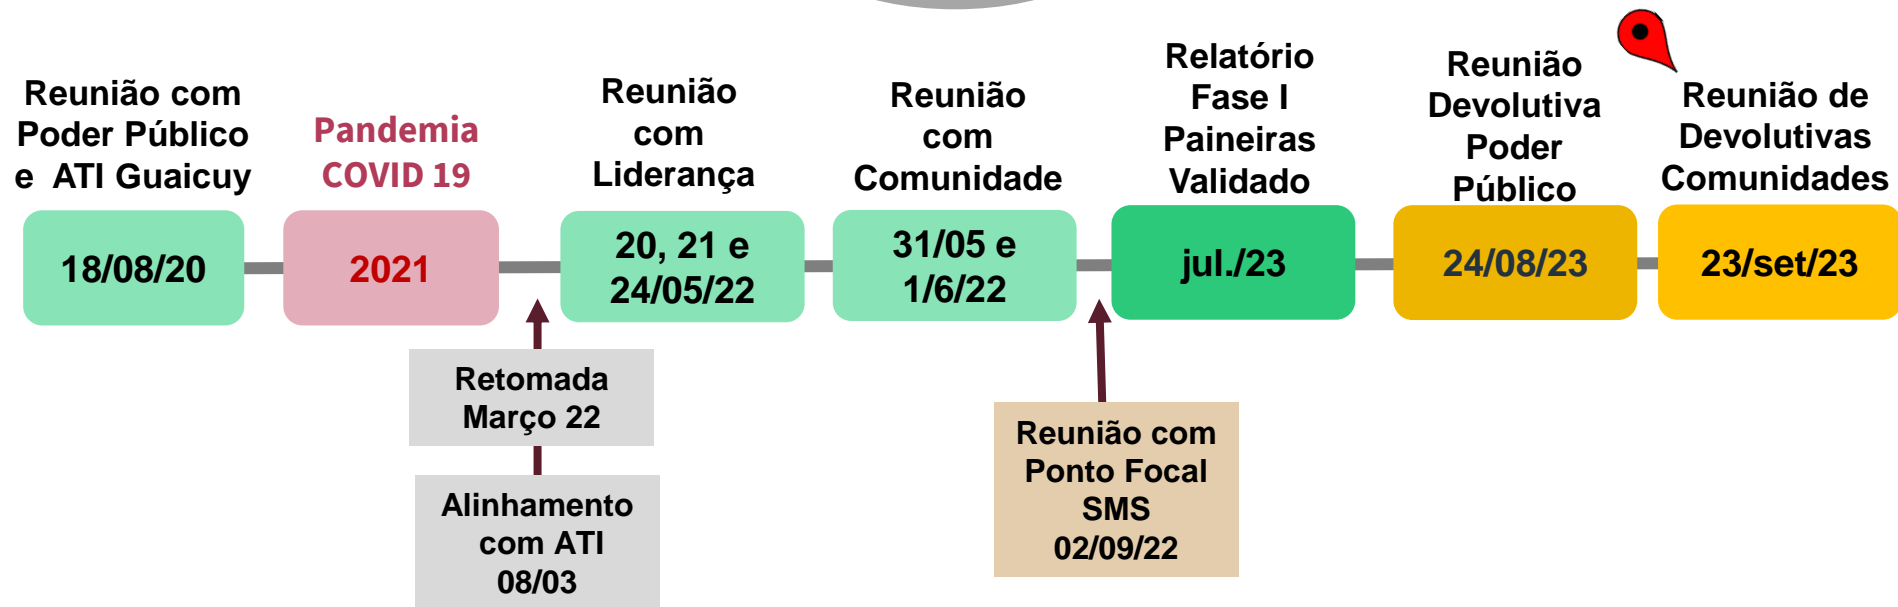 Reunião com
Poder Público
e ATI Guaicuy
18/08/20
Pandemia
COVID 19
2021
Retomada
Março 22
Alinhamento
com ATI
08/03
Reunião
com
Liderança
20, 21 e
24/05/22
Reunião
com
Comunidade
31/05 e
1/6/22
Reunião com
Ponto Focal
SMS
02/09/22
Relatório
Fase I
Paineiras
Validado
jul./23
Reunião
Devolutiva
Poder
Público
24/08/23
Reunião de
Devolutivas
Comunidades
23/set/23